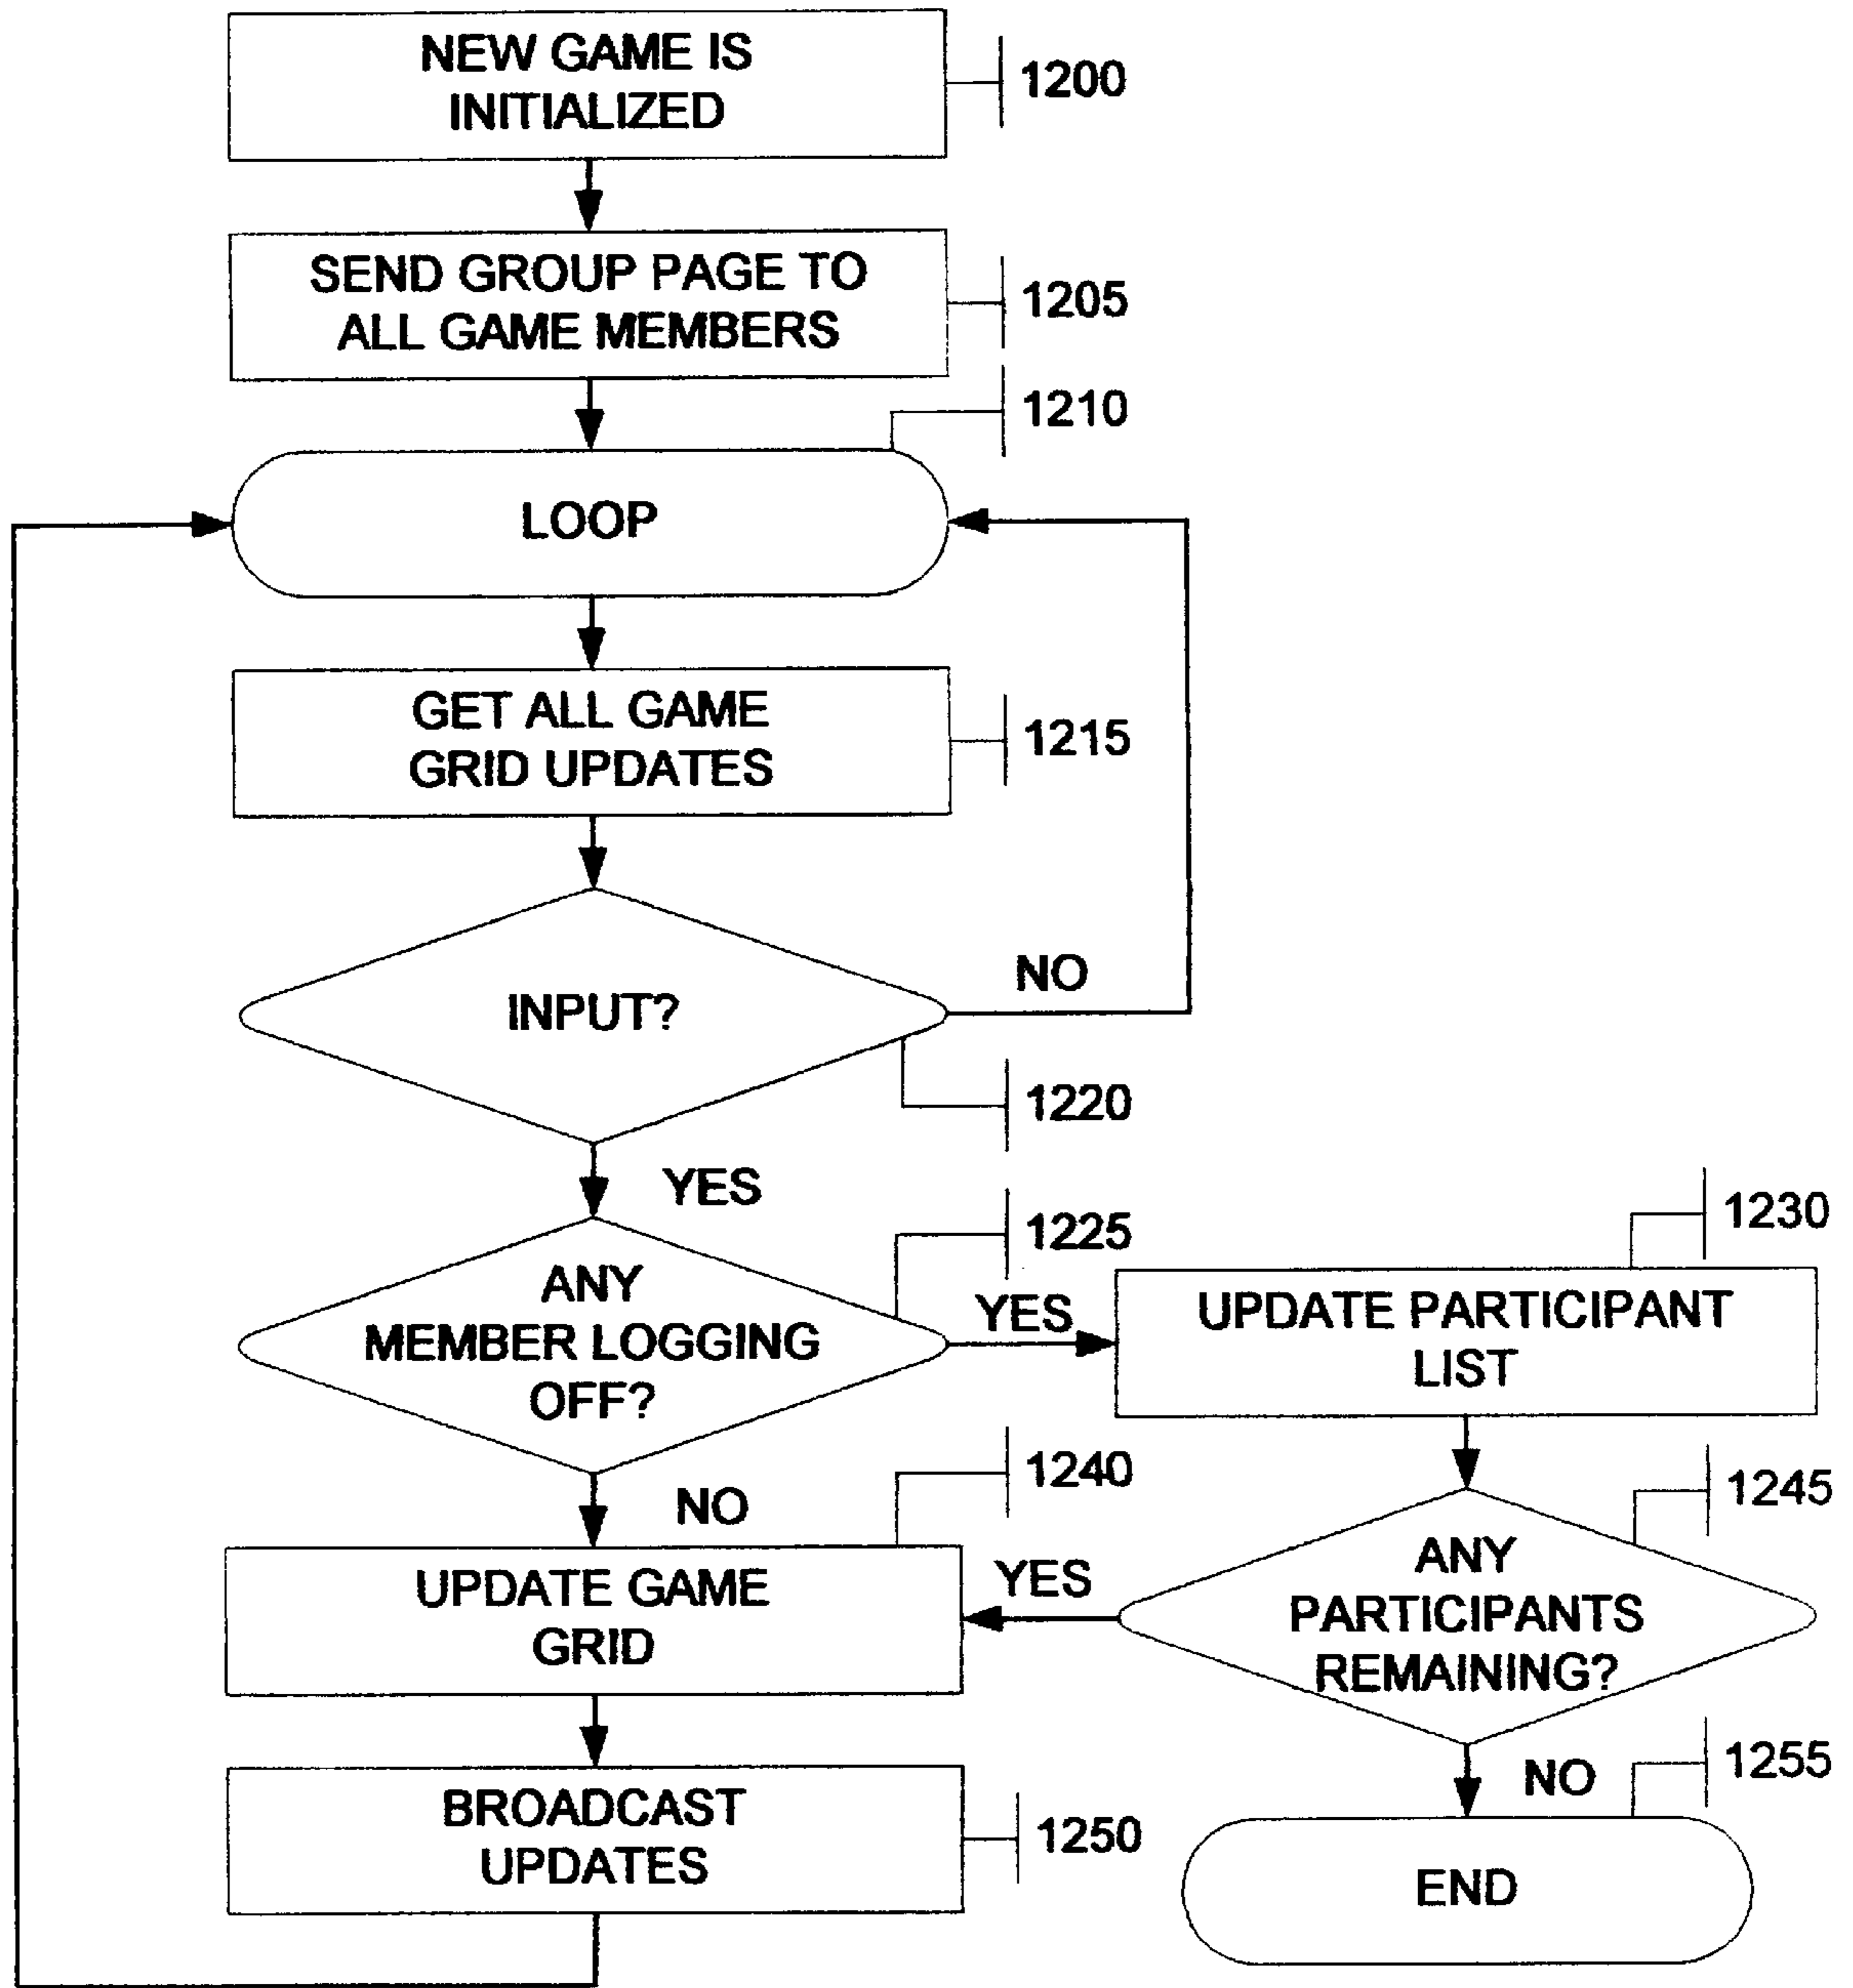 NEW GAME IS
INITIALIZED
1200
SEND GROUP PAGE TO
ALL GAME MEMBERS
1205
1210
LOOP
GET ALL GAME
GRID UPDATES
1215
INPUT?
NO
1220
YES
1225
ANY
MEMBER LOGGING
OFF?
YES
1230
UPDATE PARTICIPANT
LIST
NO
1240
1245
ANY
PARTICIPANTS
REMAINING?
YES
UPDATE GAME
GRID
BROADCAST
UPDATES
1250
NO
1255
END